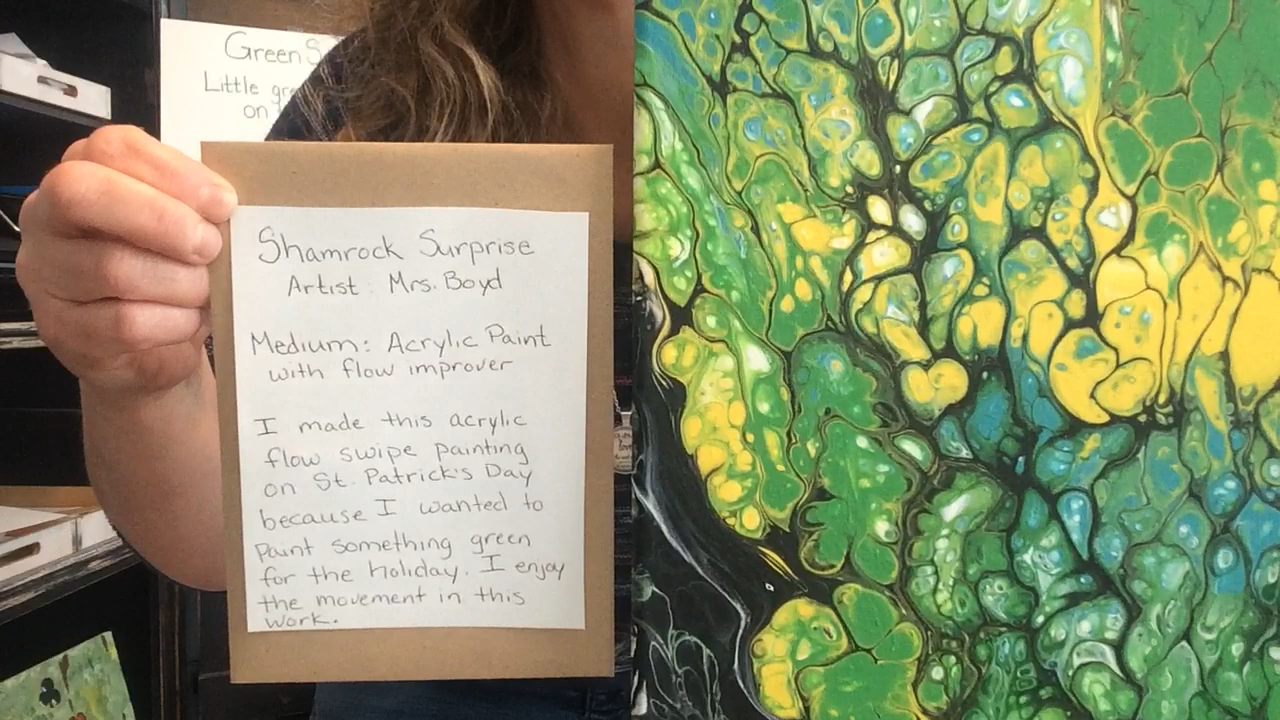 Green
Little
on
Shamrock Surprise
Artist: Mrs. Boyd
Medium: Acrylic Paint
with flow improver
I made this acrylic
flow swipe painting
on St. Patrick's Day
because I wanted to
paint something green
for the holiday. I enjoy
the movement in this
work.